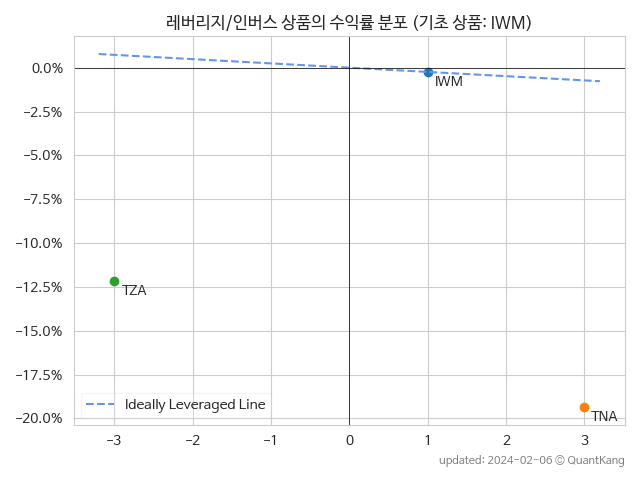 레버리지/인버스 상품의 수익률 분포 (기초 상품: IWM)
0.0%
−2.5%
−5.0%
−7.5%
−10.0%
−12.5%
−15.0%
−17.5%
−20.0%
IWM
TZA
TNA
Ideally Leveraged Line
−3
−2
−1
0
1
2
3
updated: 2024-02-06 © QuantKang